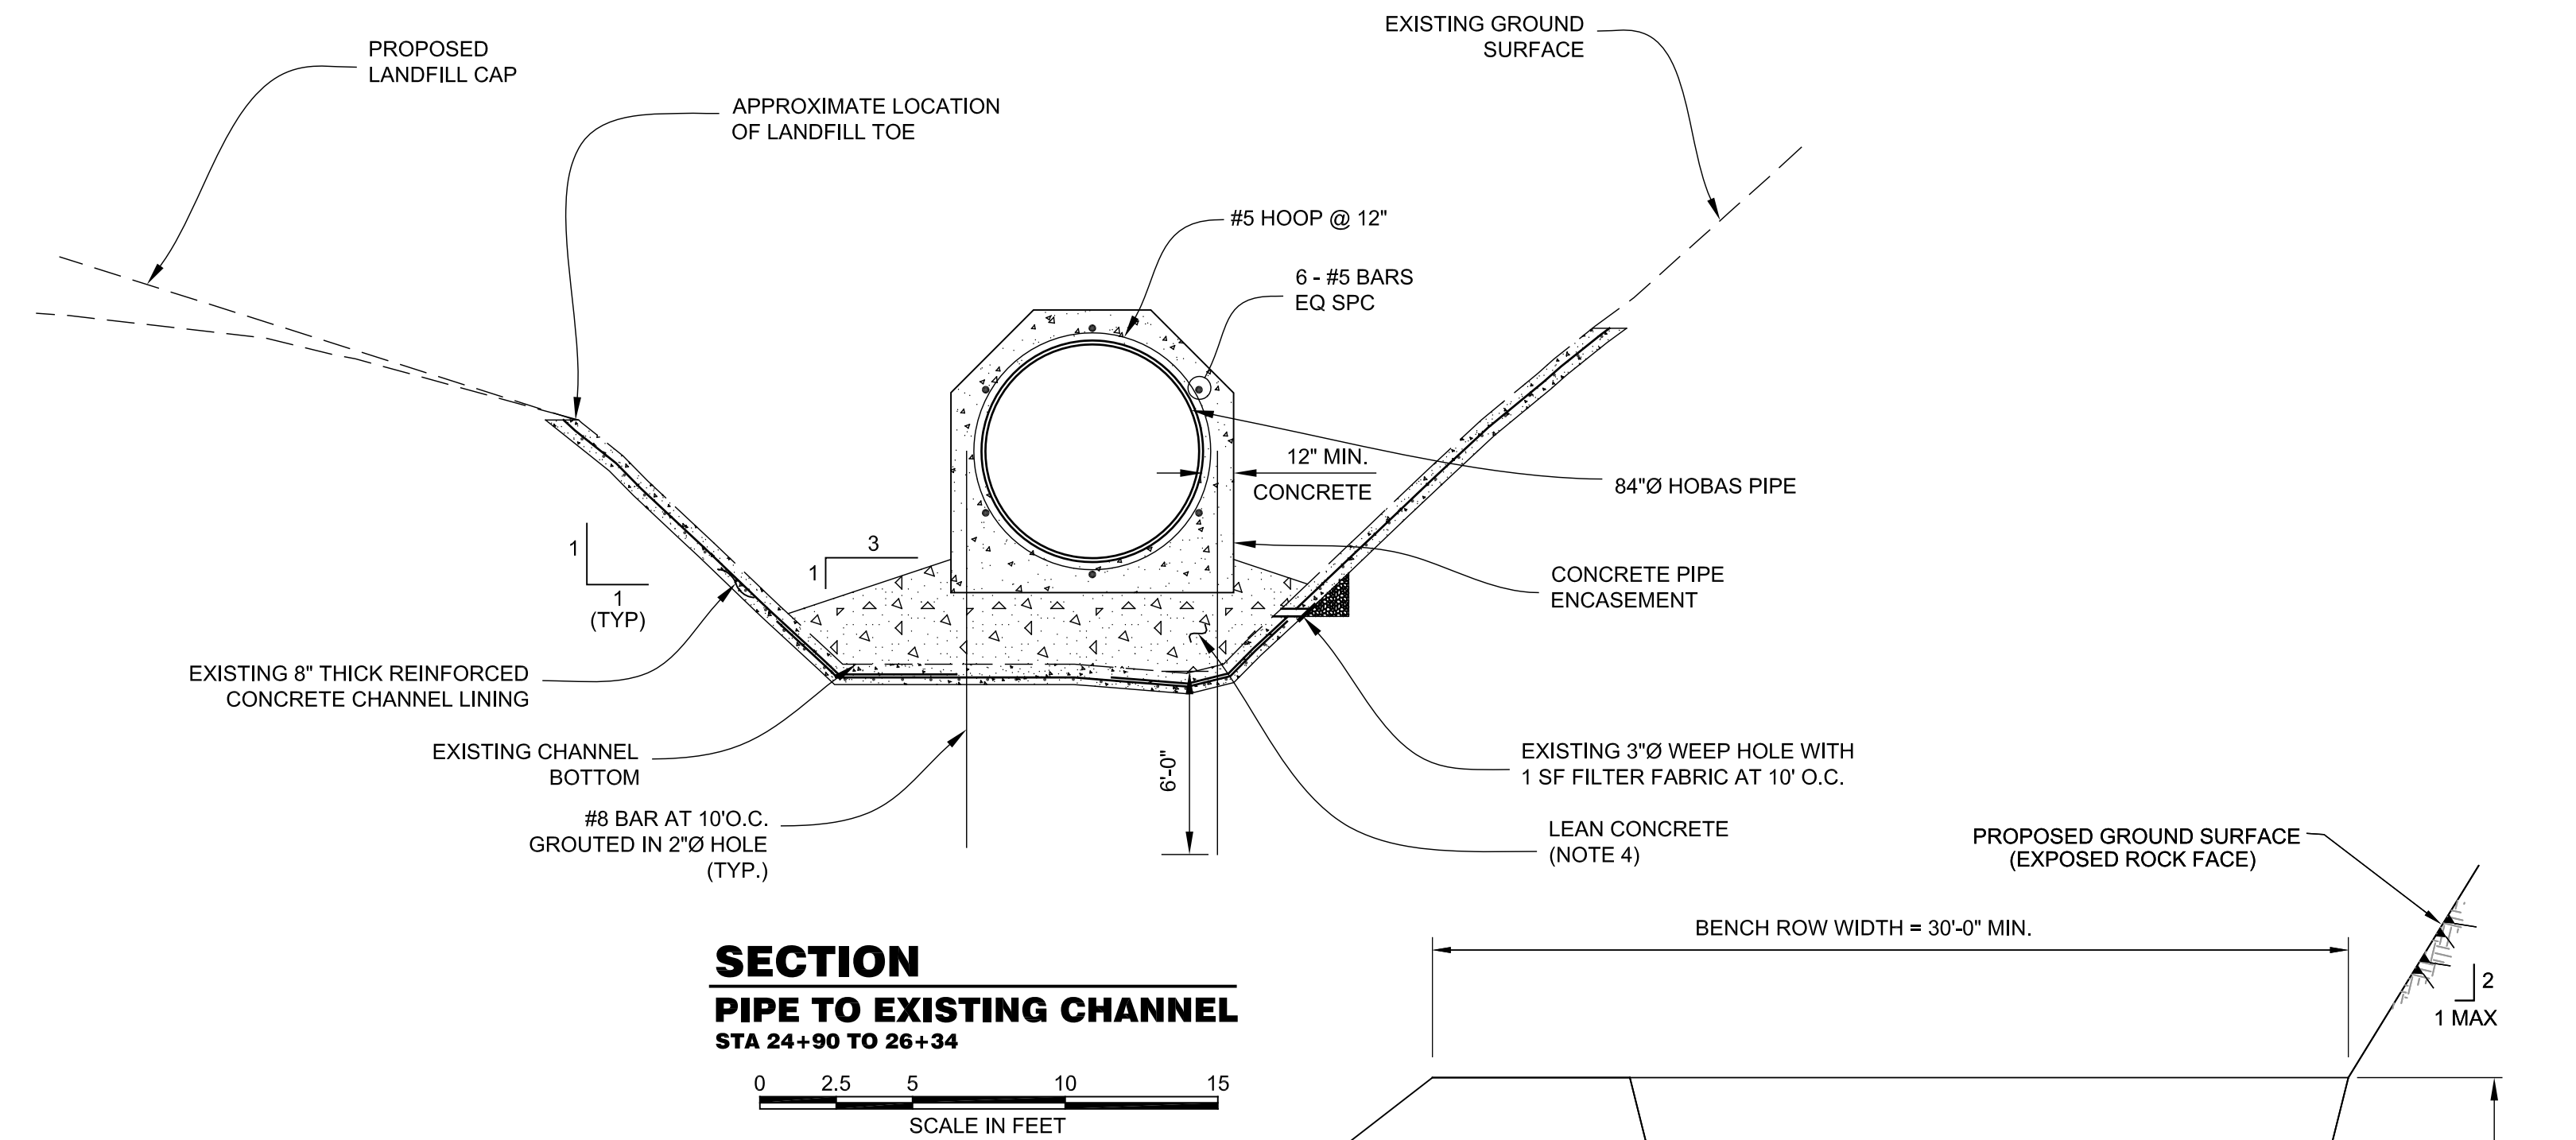 EXISTING GROUND
SURFACE
PROPOSED
LANDFILL CAP
APPROXIMATE LOCATION
OF LANDFILL TOE
#5 HOOP @ 12"
6 - #5 BARS
EQ SPC
12" MIN.
CONCRETE
84"Ø HOBAS PIPE
3
1
1
1
(TYP)
CONCRETE PIPE
ENCASEMENT
EXISTING 8" THICK REINFORCED
CONCRETE CHANNEL LINING
EXISTING CHANNEL
BOTTOM
6'-0"
EXISTING 3"Ø WEEP HOLE WITH
1 SF FILTER FABRIC AT 10' O.C.
#8 BAR AT 10'O.C.
GROUTED IN 2"Ø HOLE
(TYP.)
LEAN CONCRETE
(NOTE 4)
PROPOSED GROUND SURFACE
(EXPOSED ROCK FACE)
BENCH ROW WIDTH = 30'-0" MIN.
2
1 MAX
SECTION
PIPE TO EXISTING CHANNEL
STA 24+90 TO 26+34
0 2.5 5 10 15
SCALE IN FEET